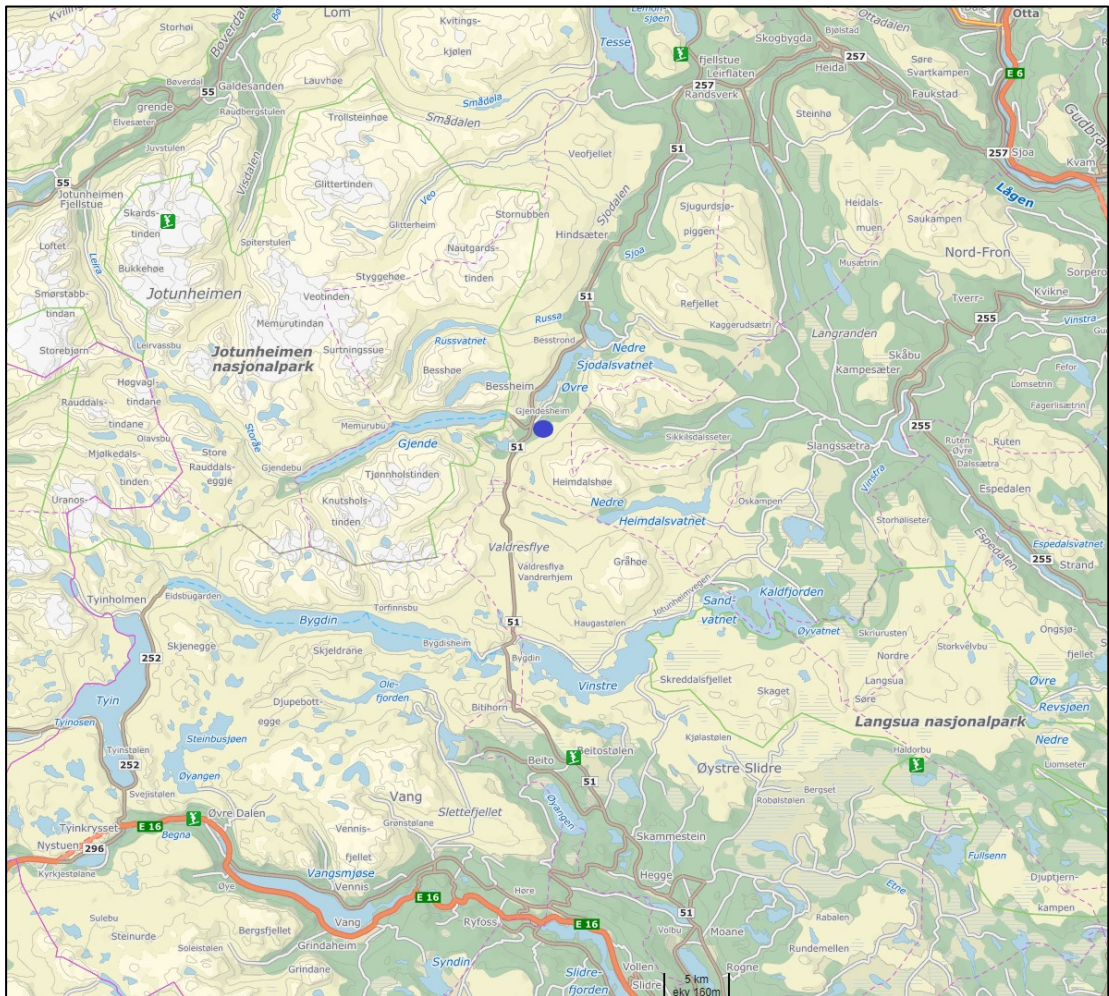 Storhøi
Lom
Kvitings-
kjølen
Tesse
Lemon-
sjøen
fjellstue
Leirflaten
Randsverk
257
Skogbygda
Bjølstad
Ottadalen
Otta
Heidal
257
Søre
Svartkampen
Faukstad
E 6
Bøverdal
grende
55
Galdesanden
Raudbergstulen
Elvesæter
Juvstulen
Lauvhøe
Trollsteinhøe
Smådøla
Smådalen
Steinhø
51
Veofjellet
257
Sjoa
Kvam
Lågen
55
Jotunheimen
Fjellstue
Visdalen
Glittertinden
Veo
Sjodalen
Skards-
tinden
Stornubben
Hindsæter
Sjugurdsjø-
piggen
Heidals-
muen
Saukampen
Loftet
Spiterstulen
Glitterheim
Nautgards-
tinden
Sjoa
Musætrin
Nord-Fron
Sorpero
Leira
Bukkehøe
Styggehøe
Smørstabb-
tindan
Jotunheimen
Veotinden
51
Refjellet
Tverr-
Kvikne
Memurutindan
Russa
Langranden
255
Vinstra
Storebjørn
Leirvassbu
Surtningssue
Russvatnet
Besstrond
Kaggerudsætri
Jotunheimen
nasjonalpark
Nedre
Sjodalsvatnet
Skåbu
Besshøe
Kampesæter
Fefor
Høgvagl-
tindane
Bessheim
Øvre
Lomsetrin
Rauddals-
tindane
Memurubu
Gjendesheim
Fagerlisætrin
Olavsbu
Storåe
Gjende
51
Sikkilsdalsseter
Slangssætra
255
Mjølkedals-
tinden
Store
Rauddals-
eggje
Gjendebu
Tjønnholstinden
Ruten
Øvre
Ruten
Dalssætra
Uranos-
Heimdalshøe
Vinstra
Knutshols-
tinden
Nedre
Heimdalsvatnet
Oskampen
Espedalen
Storhøliseter
Valdresflye
Espedalen
Espedalsvatnet
Valdresflya
Vandrerhjem
Gråhøe
255
Strand
Tyinholmen
Eidsbugarden
Torfinnsbu
Jotunheimvegen
Sand-
vatnet
Kaldfjorden
Bygdin
51
Haugastølen
Øyvatnet
Skriurusten
Ongsjø-
fjellet
252
Skjenegge
Skjeldrane
Bygdisheim
Bygdin
Nordre
Storkvelvbu
Tyin
Ole-
fjorden
Vinstre
Skreddalsfjellet
Langsua
Øvre
Revsjøen
Djupebott-
egge
Bitihorn
Skaget
Søre
Tyinosen
Steinbusjøen
Langsua nasjonalpark
Nedre
Tyinstølen
Kjølastølen
Beitostølen
Haldorbu
252
Øyangen
Beito
51
Øystre Slidre
Liomseter
Svejistølen
Vang
Slettefjellet
Bergset
Robølstølen
Øvre Dalen
Øyangen
Tyinkrysset
E 16
Vennis-
fjellet
Grønstølane
Nystuen
Begna
Skammestein
296
Kyrkjestølane
Fullsenn
Øye
Vangsmjøse
Vennis
Hegge
Djuptjern-
kampen
E 16
Høre
Etne
Sulebu
Bergsfjellet
Vang
Ryfoss
E 16
51
Rabalen
Steinurde
Soleistølen
Grindaheim
Volbu
Moane
Rundemellen
Grindane
Syndin
Slidre-
fjorden
Vollen
Slidre
Rogne
5 km
ekv 160m